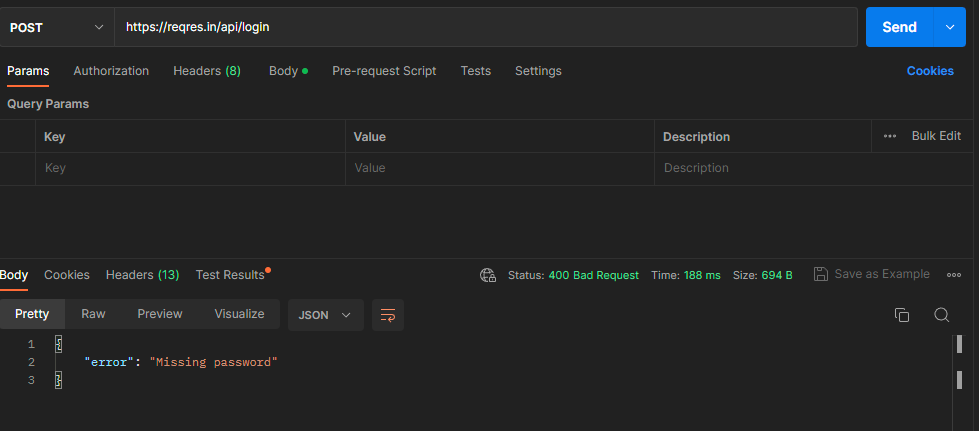 POST https://reqres.in/api/login Send
Params Authorization Headers (8) Body Pre-request Script Tests Settings Cookies
Query Params
Key Value Description ••• Bulk Edit
Key Value Description
Body Cookies Headers (13) Test Results Status: 400 Bad Request Time: 188 ms Size: 694 B Save as Example
Pretty Raw Preview Visualize JSON
1 {
2 "error": "Missing password"
3 }